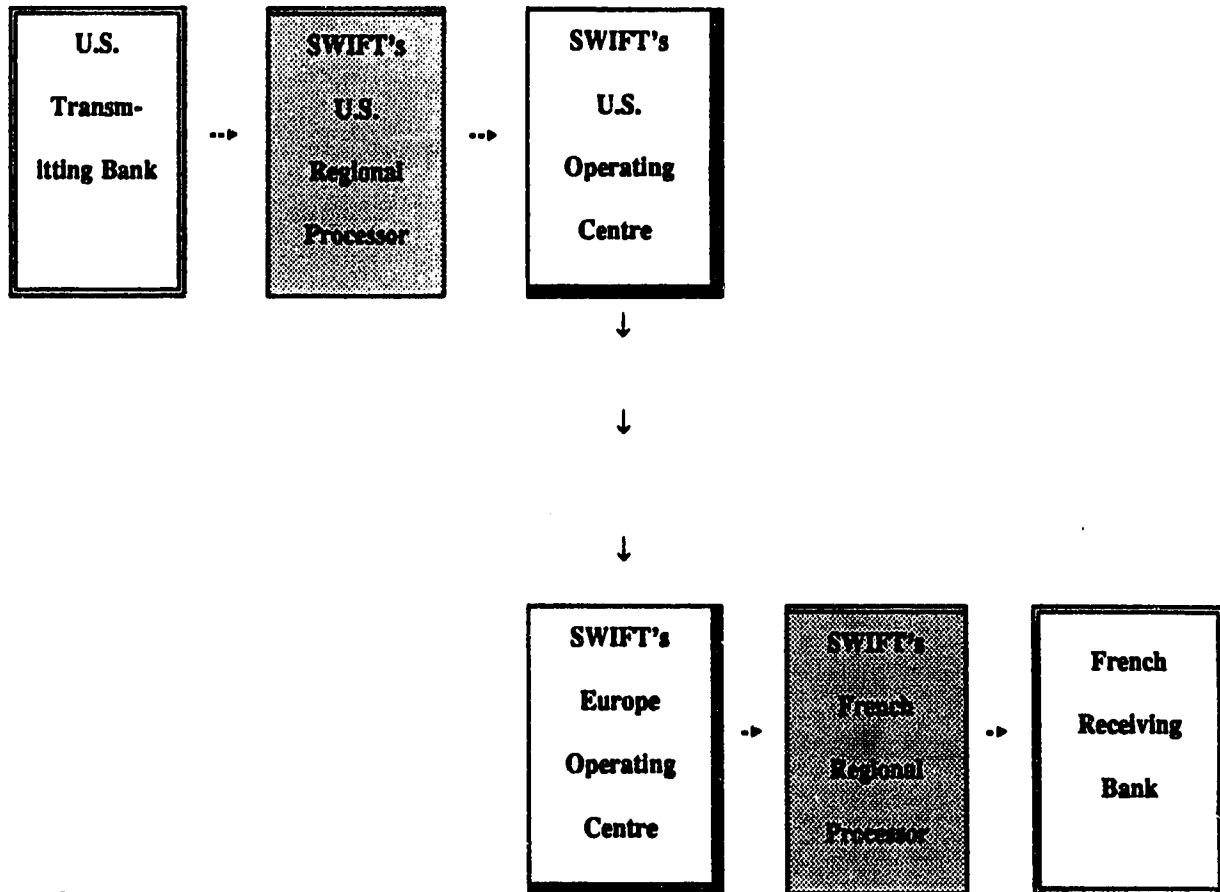 U.S.
Transm-
itting Bank
SWIFT's
U.S.
Regional
Processor
SWIFT's
U.S.
Operating
Centre
SWIFT's
Europe
Operating
Centre
SWIFT's
French
Regional
Processor
French
Receiving
Bank